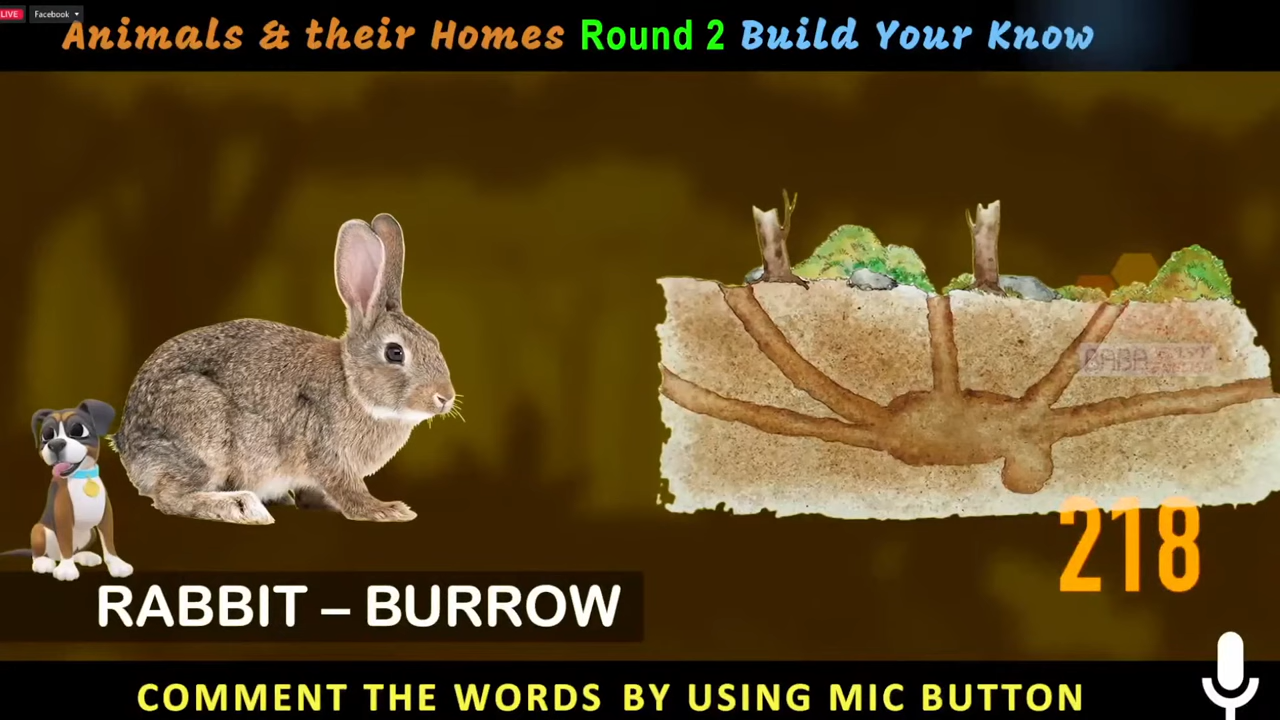 LIVE Facebook
Animals & their Homes Round 2 Build Your Know
BABA
218
RABBIT – BURROW
COMMENT THE WORDS BY USING MIC BUTTON